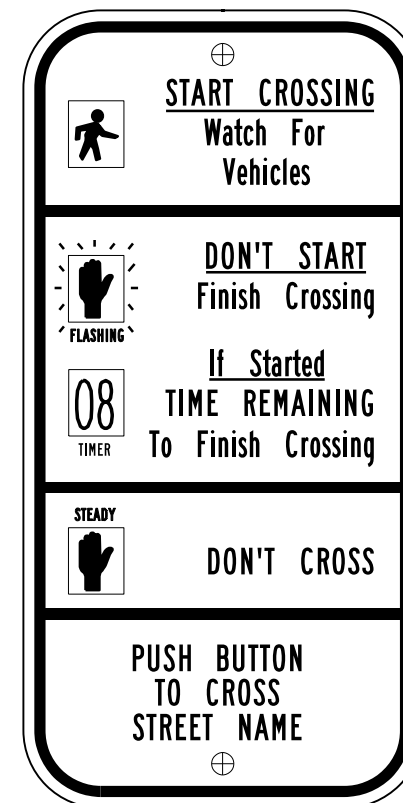 START CROSSING
Watch For
Vehicles
DON'T START
Finish Crossing
FLASHING
If Started
08
TIME REMAINING
TIMER
To Finish Crossing
STEADY
DON'T CROSS
PUSH BUTTON
TO CROSS
STREET NAME